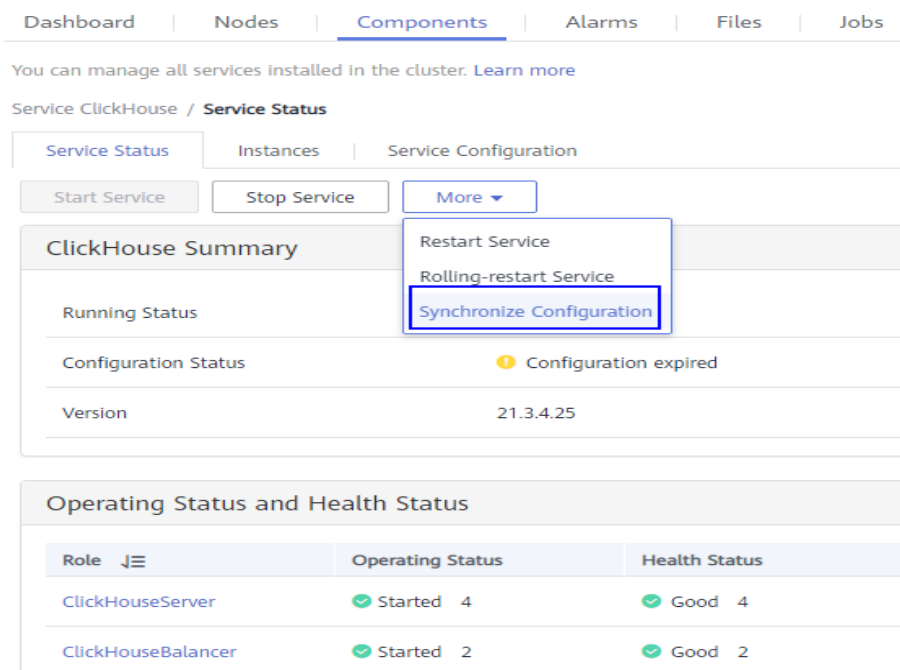 Dashboard Nodes Components Alarms Files Jobs
You can manage all services installed in the cluster. Learn more
Service ClickHouse / Service Status
Service Status Instances Service Configuration
Start Service Stop Service More
Restart Service
Rolling-restart Service
Synchronize Configuration
ClickHouse Summary
Running Status
Configuration Status Configuration expired
Version 21.3.4.25
Operating Status and Health Status
Role Operating Status Health Status
ClickHouseServer Started 4 Good 4
ClickHouseBalancer Started 2 Good 2